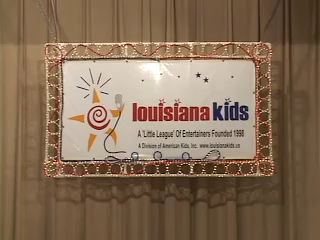 louisiana kids
A 'Little League' Of Entertainers Founded 1998
A Division of American Kids, Inc. www.louisianakids.us